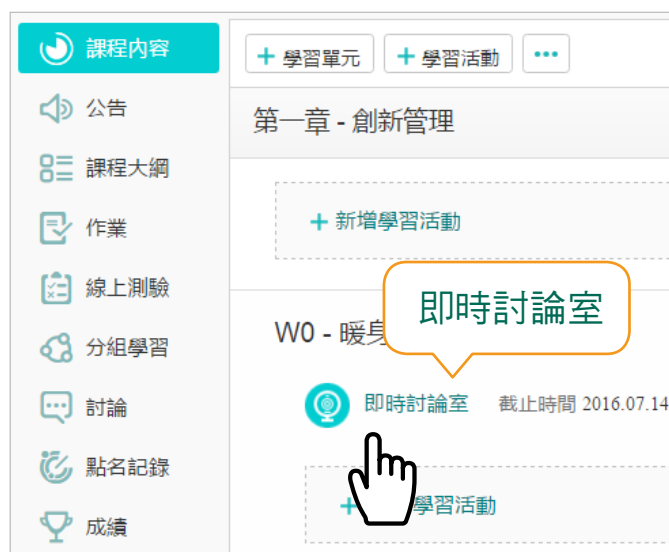 課程內容
公告
課程大綱
作業
線上測驗
分組學習
討論
點名記錄
成績
+ 學習單元 + 學習活動
第一章 - 創新管理
+ 新增學習活動
即時討論室
W0 - 暖身
即時討論室 截止時間 2016.07.14
+ 學習活動